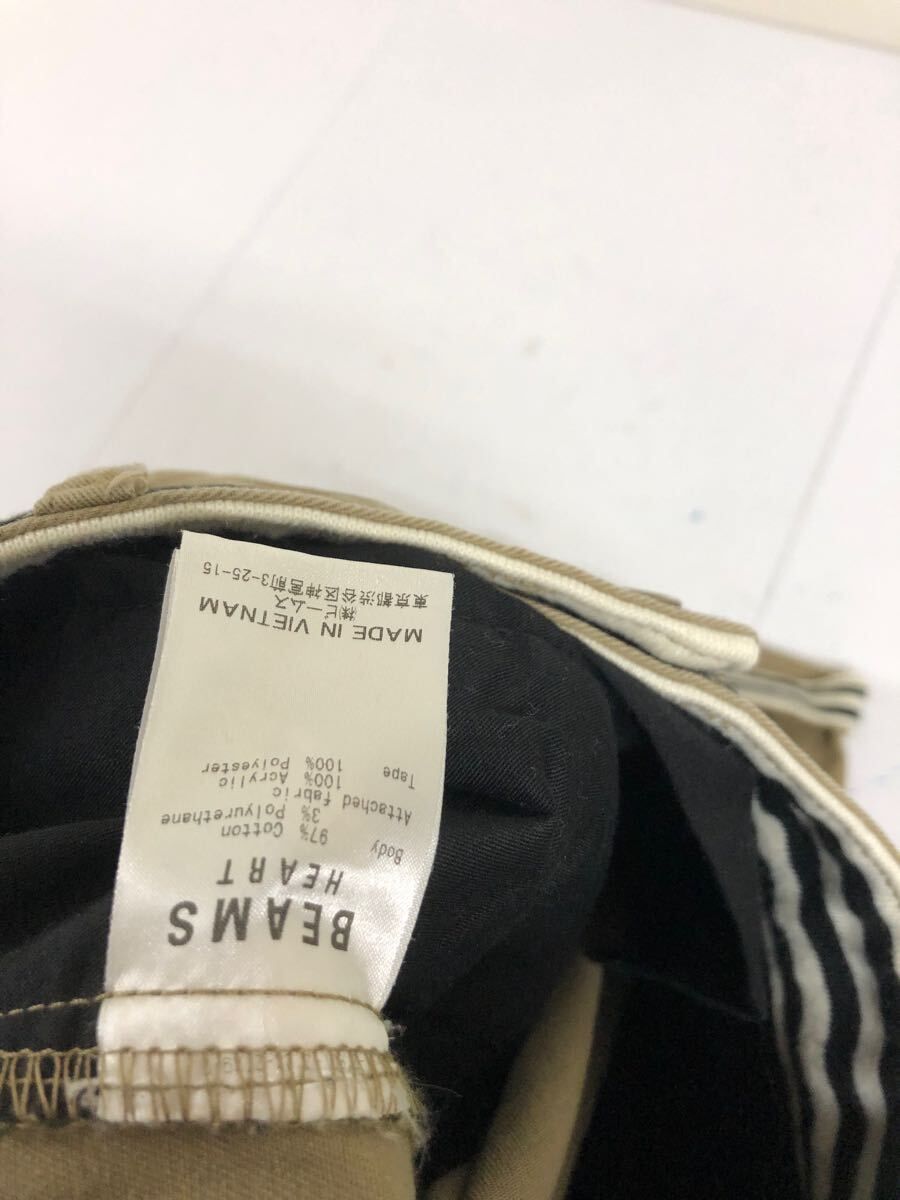 BEAMS
HEART
Body
97% Cotton
3% Polyurethane
Attached fabric
100% Acrylic
Tape
100% Polyester
MADE IN VIETNAM
㈱ビームス
東京都渋谷区神宮前3-25-15